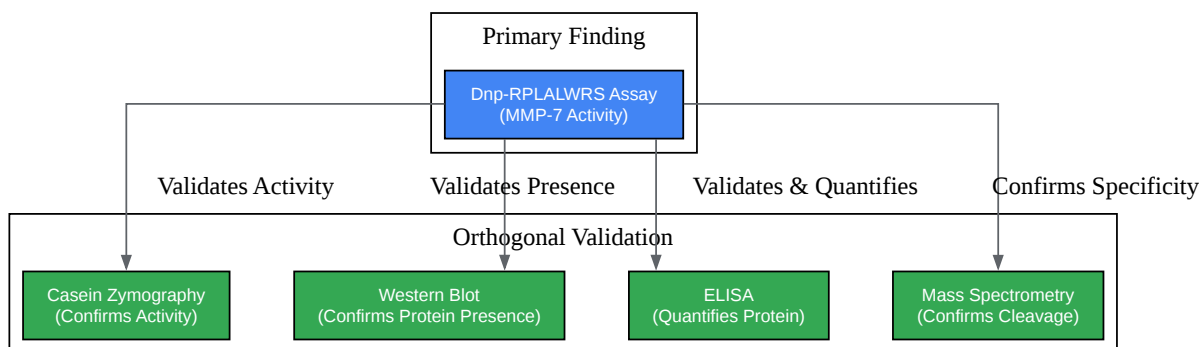 Primary Finding
Dnp-RPLALWRS Assay
(MMP-7 Activity)
Validates Activity
Validates Presence
Validates & Quantifies
Confirms Specificity
Orthogonal Validation
Casein Zymography
(Confirms Activity)
Western Blot
(Confirms Protein Presence)
ELISA
(Quantifies Protein)
Mass Spectrometry
(Confirms Cleavage)